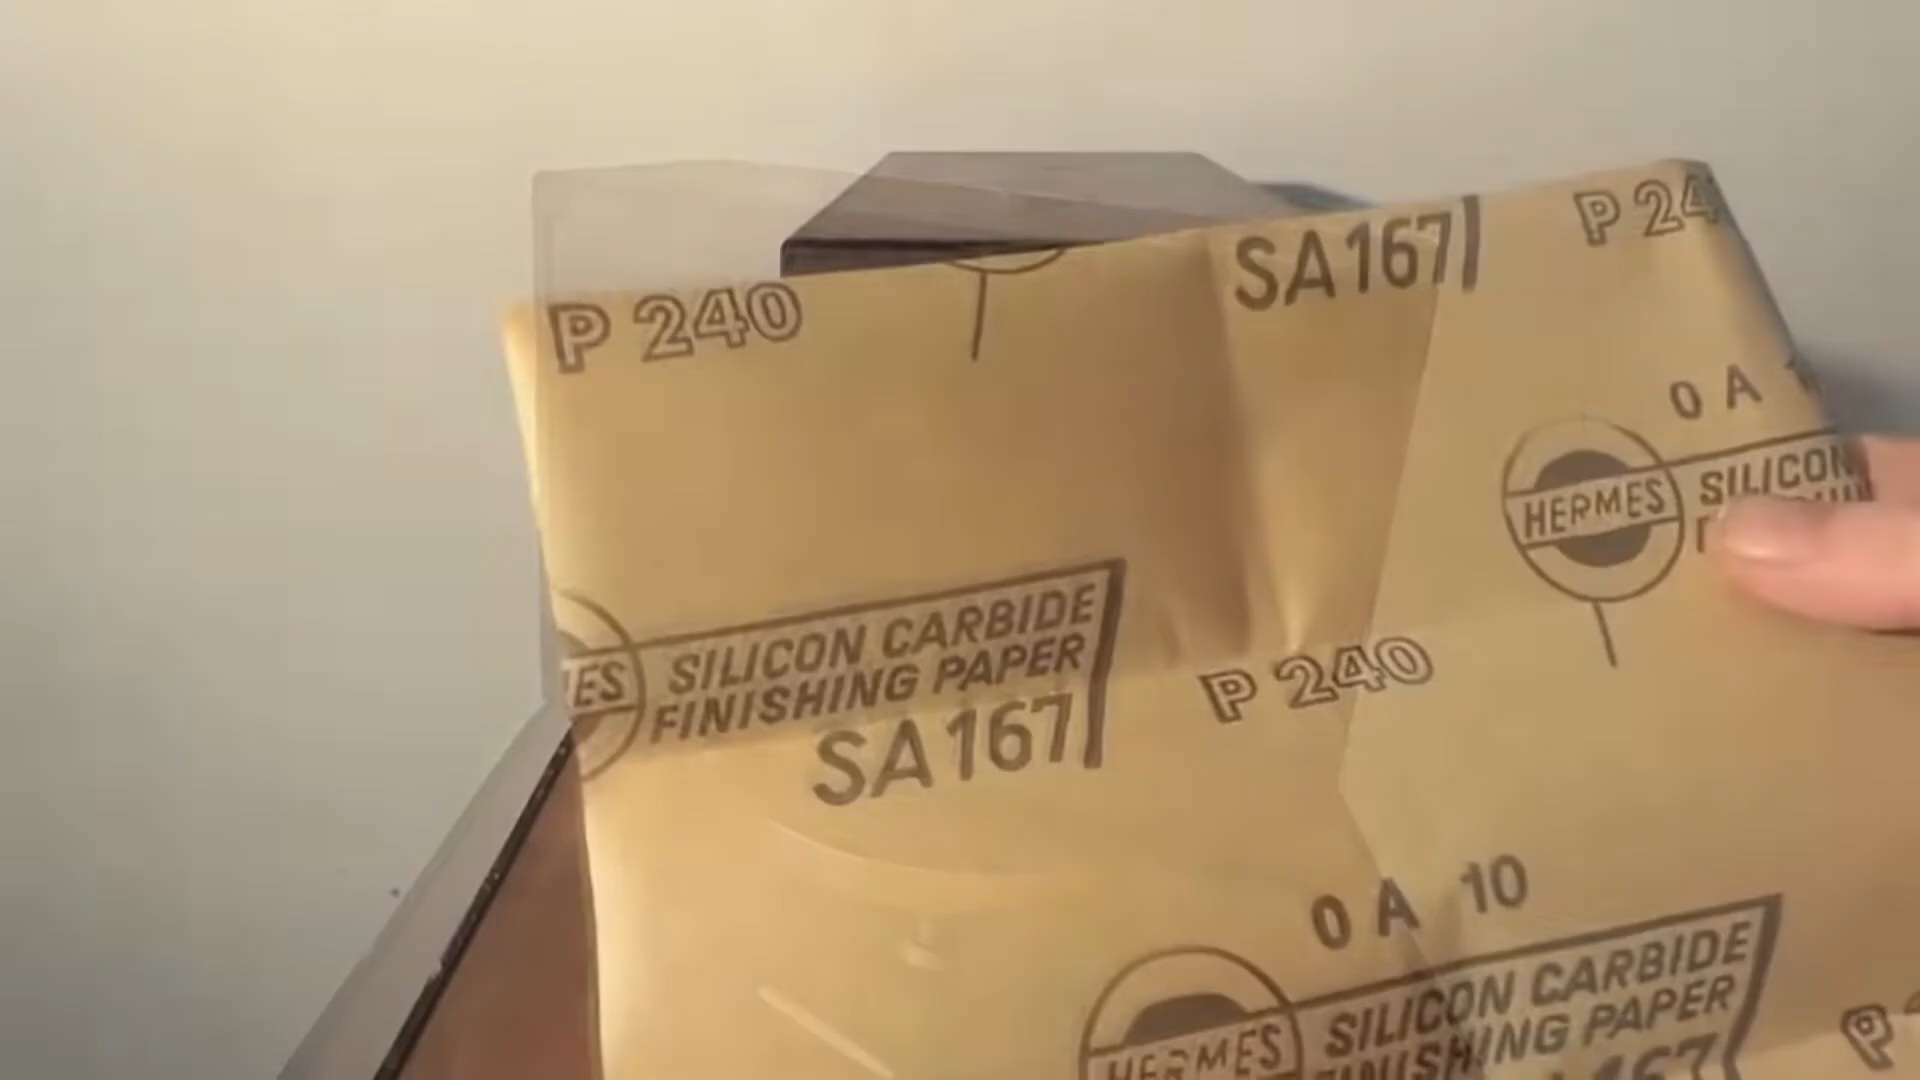 P 240
SA167
P 24
0 A
HERMES
SILICON
SILICON CARBIDE
FINISHING PAPER
SA167
P 240
0 A 10
HERMES
SILICON CARBIDE
FINISHING PAPER
P